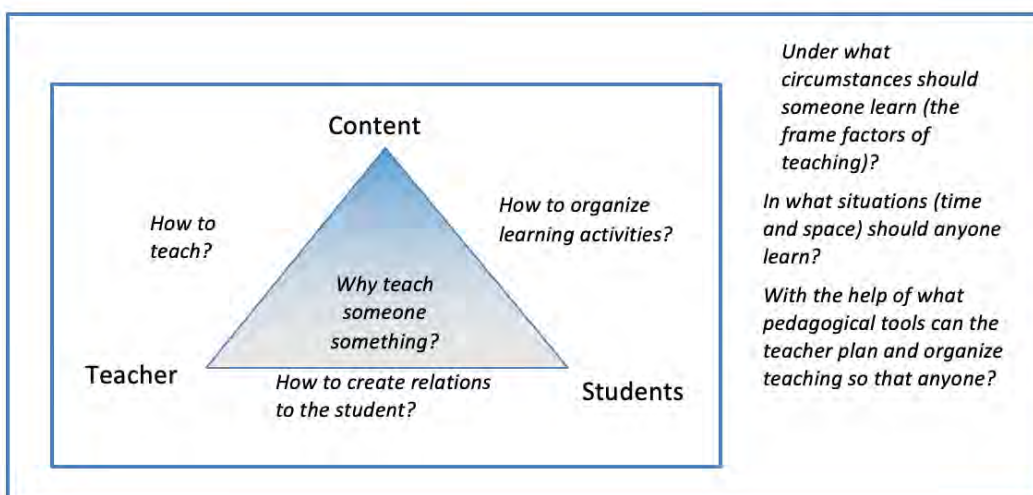 Content
How to
teach?
How to organize
learning activities?
Why teach
someone
something?
Teacher
How to create relations
to the student?
Students
Under what
circumstances should
someone learn (the
frame factors of
teaching)?
In what situations (time
and space) should anyone
learn?
With the help of what
pedagogical tools can the
teacher plan and organize
teaching so that anyone?